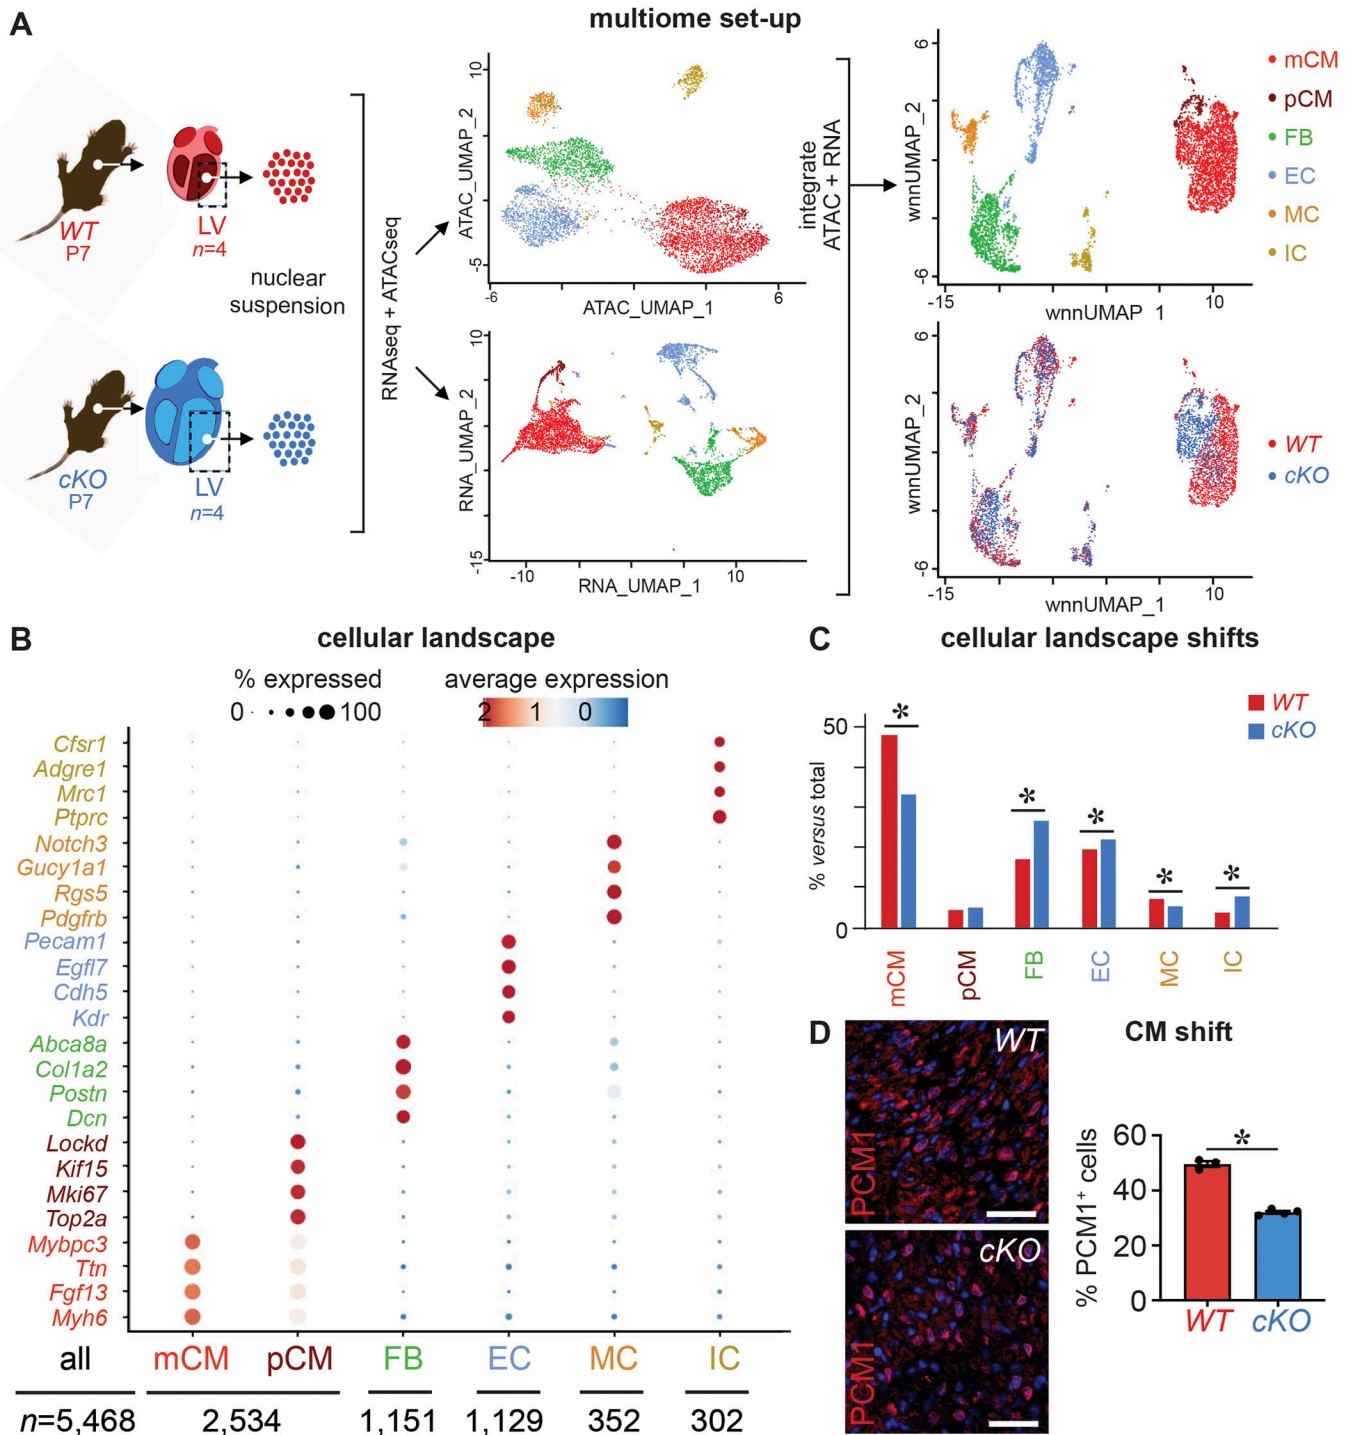 A
multiome set-up
WT
P7
LV
n=4
nuclear
suspension
cKO
P7
LV
n=4
RNAseq + ATACseq
10
-5
ATAC_UMAP_2
-6
6
ATAC_UMAP_1
10
-15
RNA_UMAP_2
-10
10
RNA_UMAP_1
integrate
ATAC + RNA
6
-6
wnnUMAP_2
-15
10
wnnUMAP 1
mCM
pCM
FB
EC
MC
IC
6
-6
wnnUMAP_2
-15
10
wnnUMAP_1
WT
cKO
B
cellular landscape
% expressed
0
100
average expression
2 1 0
Cfsr1
Adgre1
Mrc1
Ptprc
Notch3
Gucy1a1
Rgs5
Pdgfrb
Pecam1
Egfl7
Cdh5
Kdr
Abca8a
Col1a2
Postn
Dcn
Lockd
Kif15
Mki67
Top2a
Mybpc3
Ttn
Fgf13
Myh6
all mCM pCM FB EC MC IC
n=5,468 2,534 1,151 1,129 352 302
C
cellular landscape shifts
WT
cKO
50
0
% versus total
*
*
*
*
*
mCM
pCM
FB
EC
MC
IC
D
WT
PCM1
cKO
PCM1
CM shift
% PCM1+ cells
60
40
20
0
*
WT
cKO